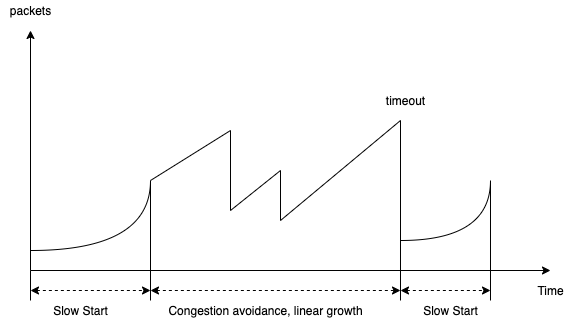 packets
timeout
Time
Slow Start
Congestion avoidance, linear growth
Slow Start